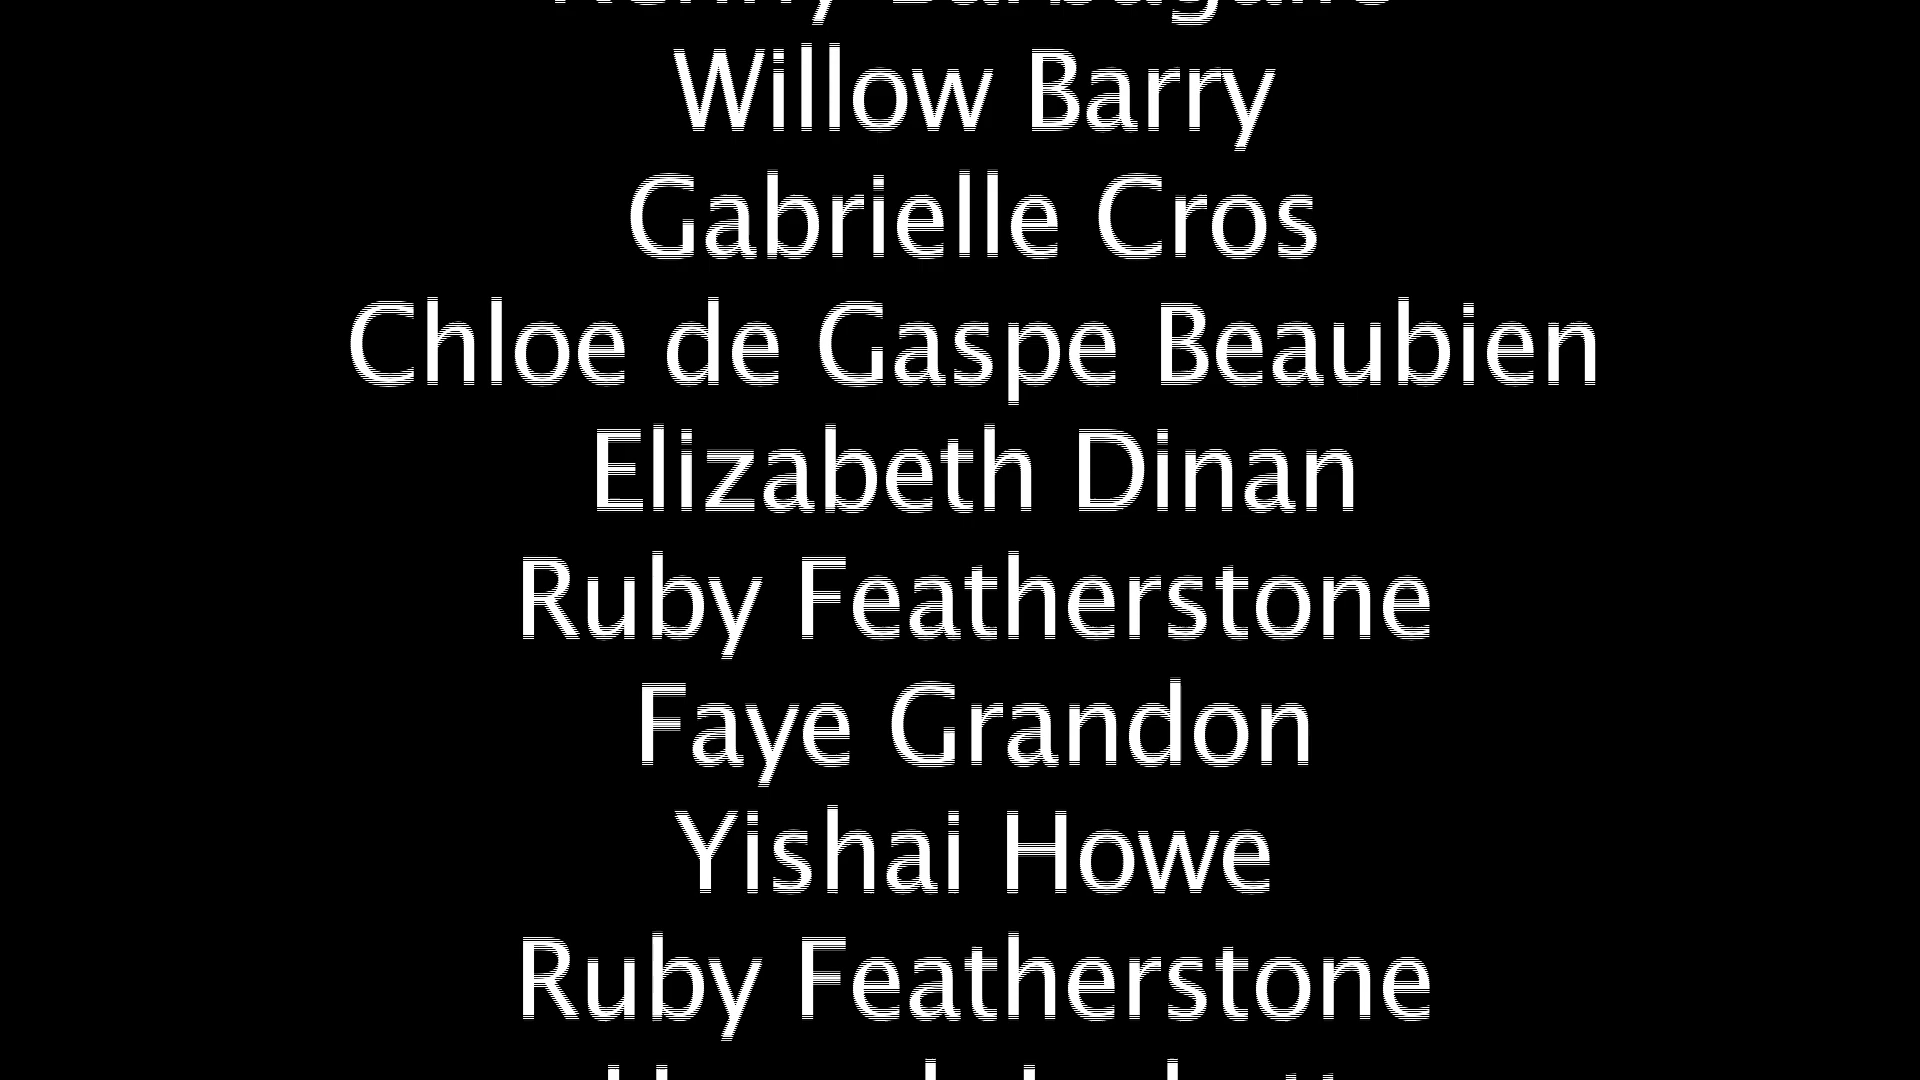 Willow Barry
Gabrielle Cros
Chloe de Gaspe Beaubien
Elizabeth Dinan
Ruby Featherstone
Faye Grandon
Yishai Howe
Ruby Featherstone